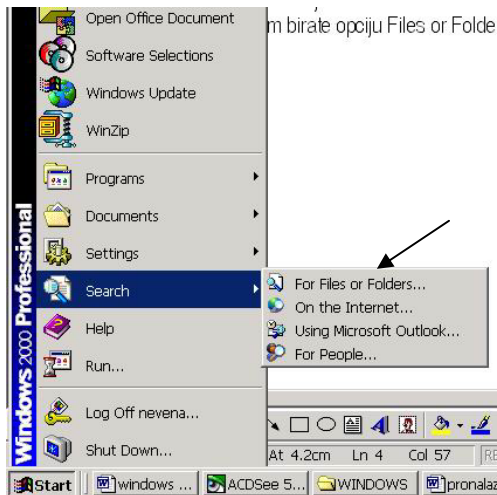 Open Office Document
m birate opciju Files or Folde
Software Selections
Windows Update
WinZip
Programs
Documents
Settings
Search
For Files or Folders...
On the Internet...
Using Microsoft Outlook...
For People...
Help
Run...
Log Off nevena...
Shut Down...
Windows 2000 Professional
At 4.2cm Ln 4 Col 57 RE
Start windows ... ACDSee 5... WINDOWS pronalaz